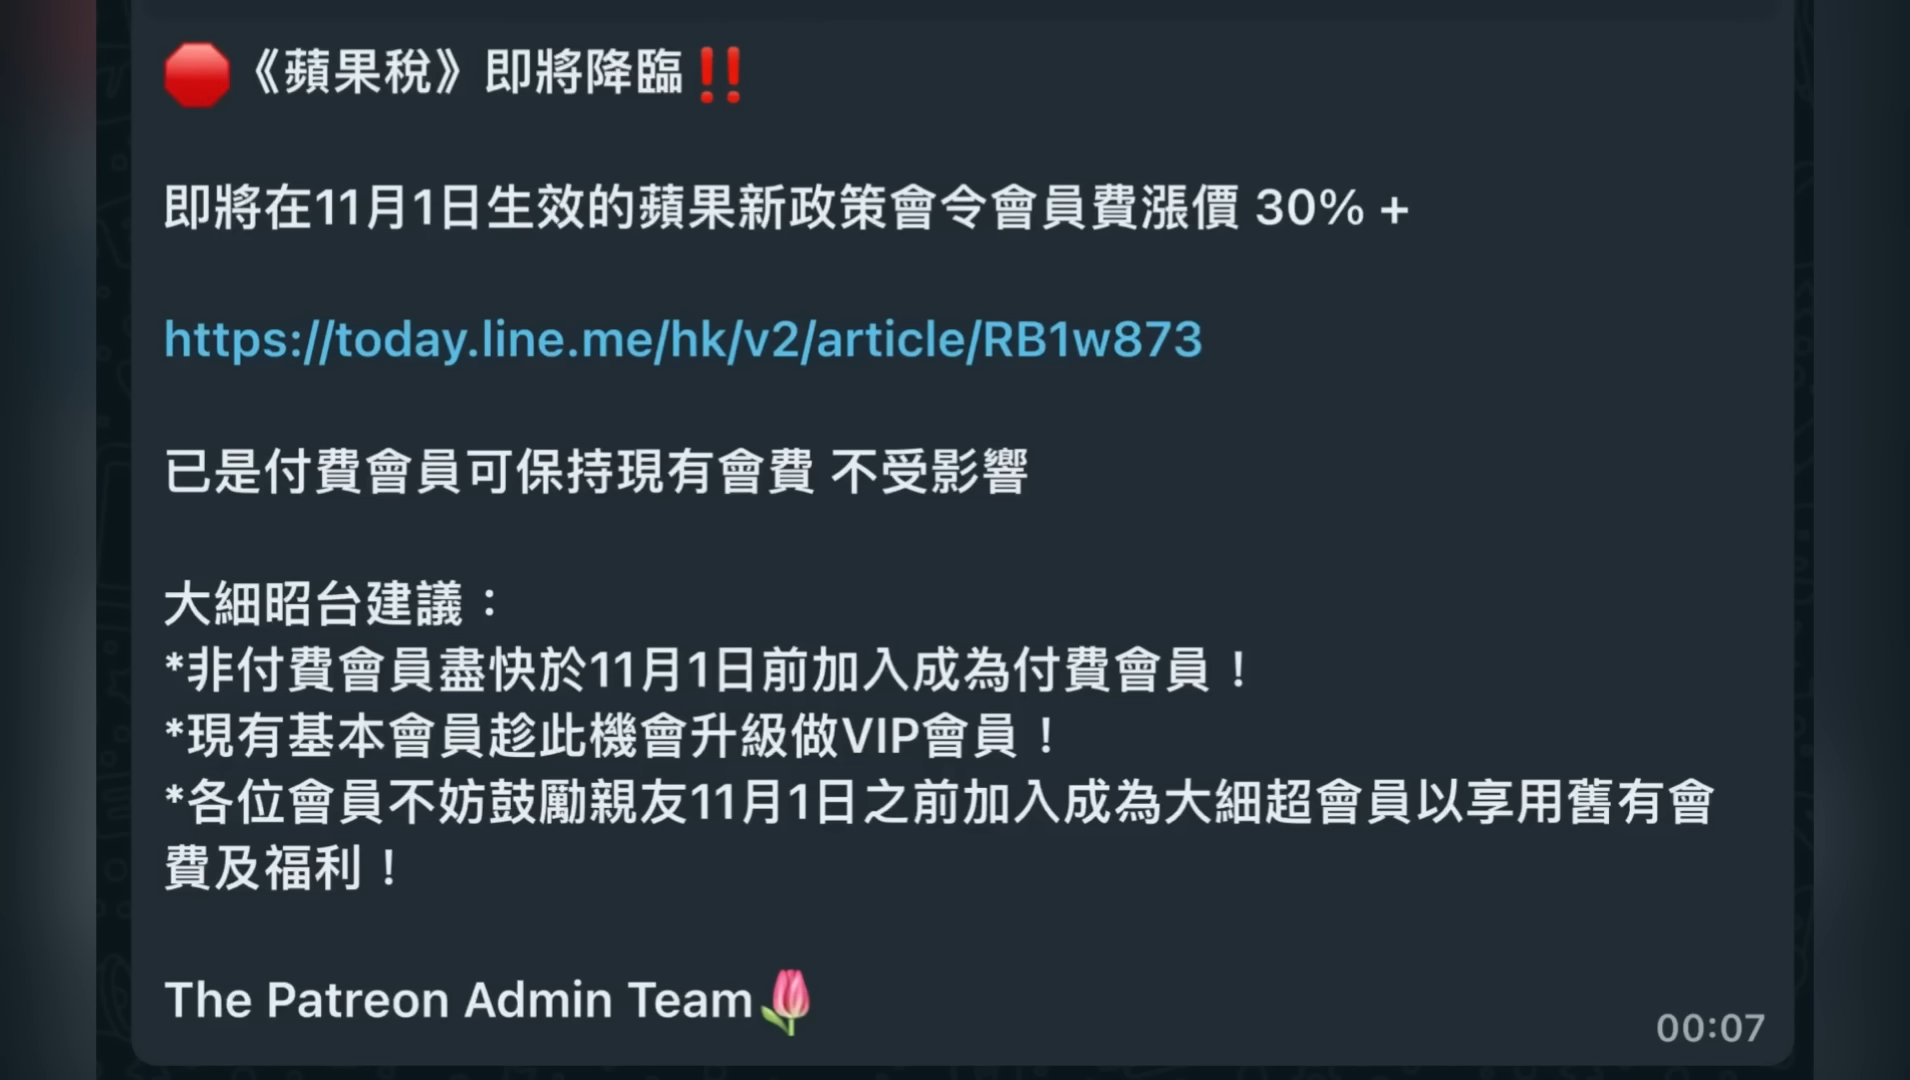 🛑《蘋果稅》即將降臨‼️
即將在11月1日生效的蘋果新政策會令會員費漲價 30% +
https://today.line.me/hk/v2/article/RB1w873
已是付費會員可保持現有會費 不受影響
大細昭台建議：
*非付費會員盡快於11月1日前加入成為付費會員！
*現有基本會員趁此機會升級做VIP會員！
*各位會員不妨鼓勵親友11月1日之前加入成為大細超會員以享用舊有會
費及福利！
The Patreon Admin Team🌷
00:07